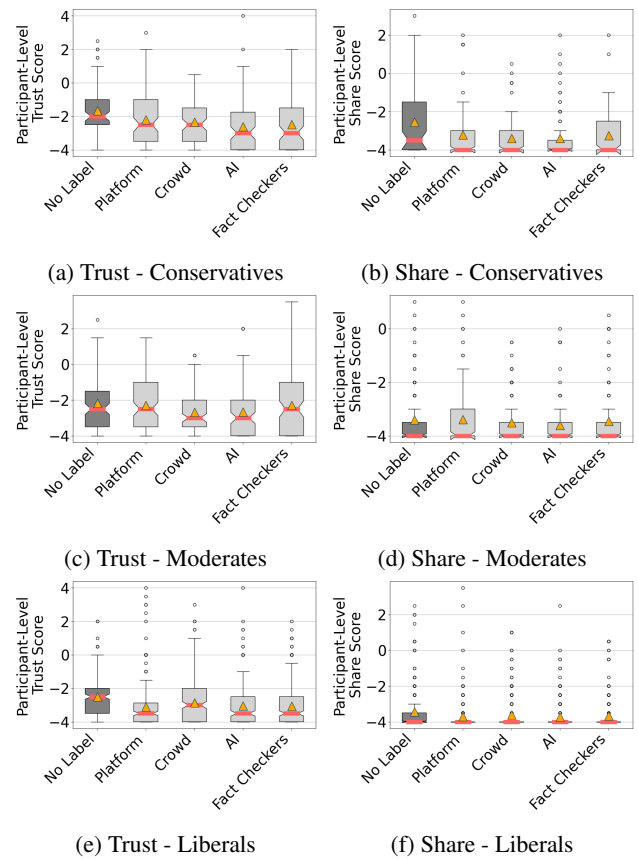 Participant-Level
Trust Score
4
2
0
−2
−4
No Label
Platform
Crowd
AI
Fact Checkers
(a) Trust - Conservatives
Participant-Level
Share Score
2
0
−2
−4
No Label
Platform
Crowd
AI
Fact Checkers
(b) Share - Conservatives
Participant-Level
Trust Score
2
0
−2
−4
No Label
Platform
Crowd
AI
Fact Checkers
(c) Trust - Moderates
Participant-Level
Share Score
0
−2
−4
No Label
Platform
Crowd
AI
Fact Checkers
(d) Share - Moderates
Participant-Level
Trust Score
4
2
0
−2
−4
No Label
Platform
Crowd
AI
Fact Checkers
(e) Trust - Liberals
Participant-Level
Share Score
2
0
−2
−4
No Label
Platform
Crowd
AI
Fact Checkers
(f) Share - Liberals